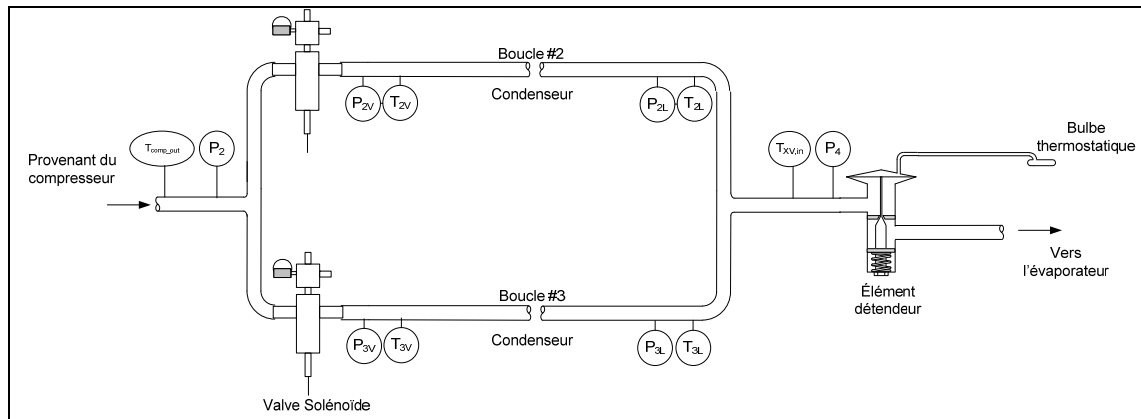 Boucle #2
Condenseur
P2V
T2V
P2L
T2L
Tcomp_out
P2
TXV,in
P4
Bulbe
thermostatique
Provenant du
compresseur
Vers
l'évaporateur
Élément
détendeur
Boucle #3
Condenseur
P3V
T3V
P3L
T3L
Valve Solénoïde